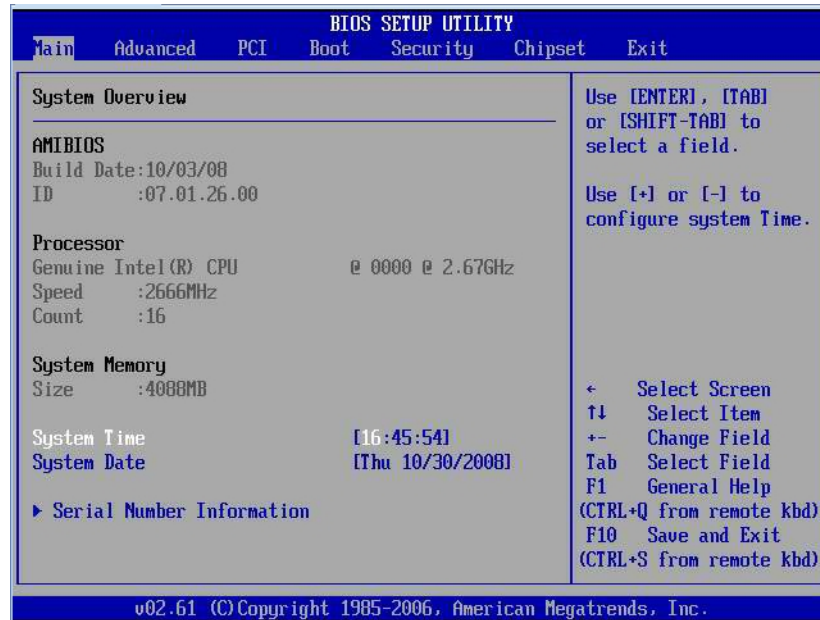 BIOS SETUP UTILITY
Main Advanced PCI Boot Security Chipset Exit
System Overview
AMIBIOS
Build Date:10/03/08
ID :07.01.26.00
Processor
Genuine Intel(R) CPU @ 0000 @ 2.67GHz
Speed :2666MHz
Count :16
System Memory
Size :4088MB
System Time [16:45:54]
System Date [Thu 10/30/2008]
▶ Serial Number Information
Use [ENTER], [TAB]
or [SHIFT-TAB] to
select a field.
Use [+] or [-] to
configure system Time.
← Select Screen
↑↓ Select Item
+- Change Field
Tab Select Field
F1 General Help
(CTRL+Q from remote kbd)
F10 Save and Exit
(CTRL+S from remote kbd)
v02.61 (C)Copyright 1985-2006, American Megatrends, Inc.